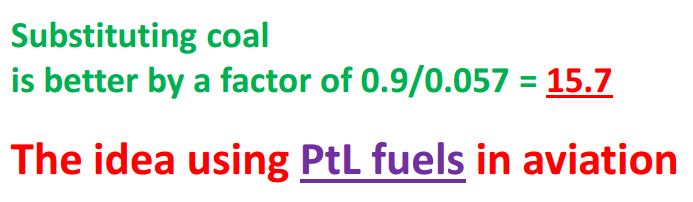 Substituting coal
is better by a factor of 0.9/0.057 = 15.7
The idea using PtL fuels in aviation